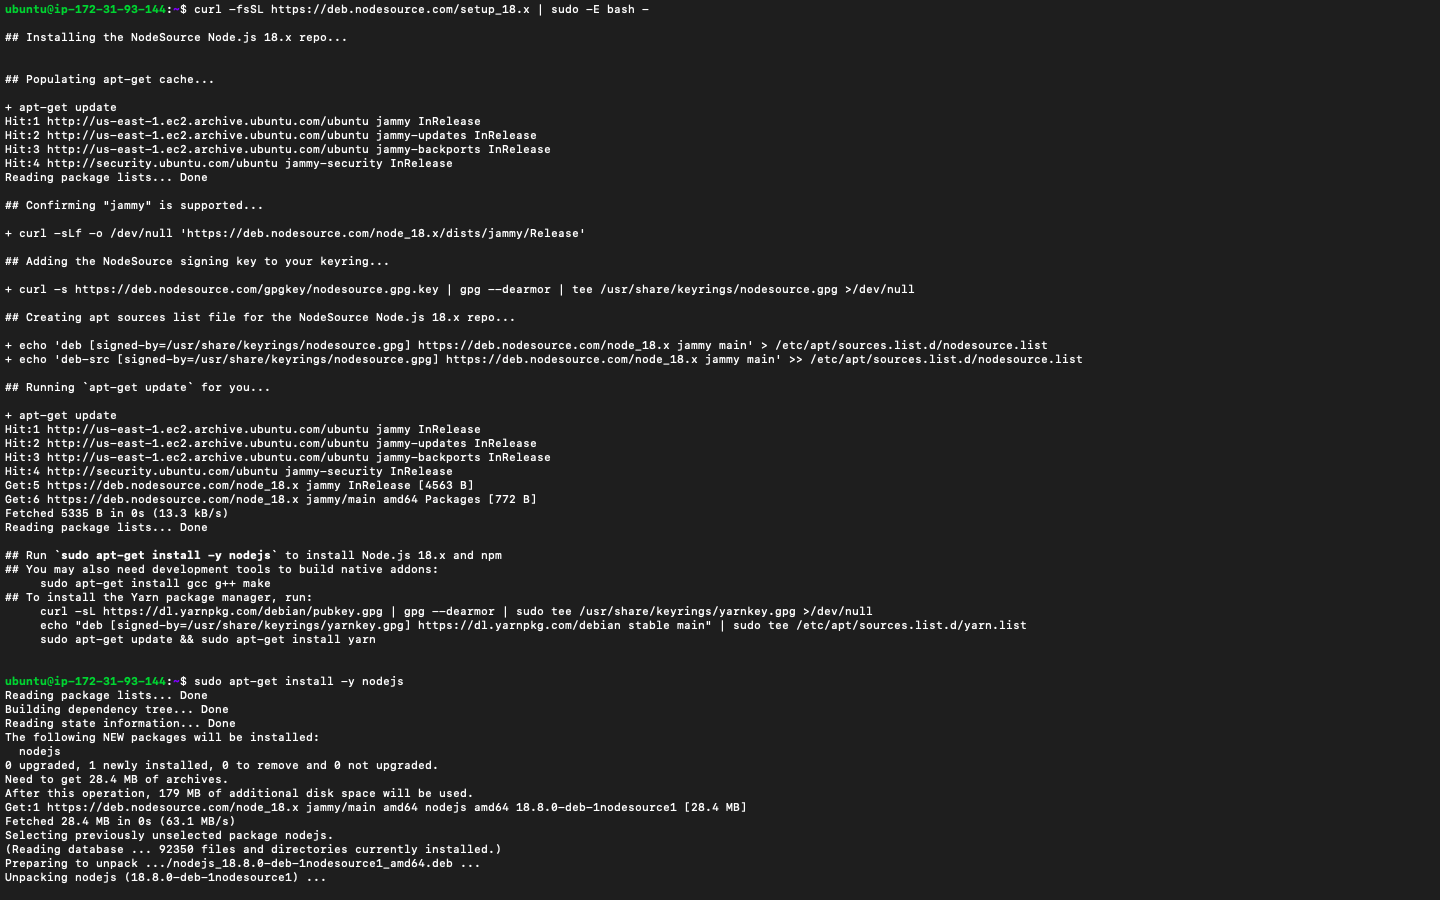 ubuntu@ip-172-31-93-144:~$ curl -fsSL https://deb.nodesource.com/setup_18.x | sudo -E bash -
## Installing the NodeSource Node.js 18.x repo...
## Populating apt-get cache...
+ apt-get update
Hit:1 http://us-east-1.ec2.archive.ubuntu.com/ubuntu jammy InRelease
Hit:2 http://us-east-1.ec2.archive.ubuntu.com/ubuntu jammy-updates InRelease
Hit:3 http://us-east-1.ec2.archive.ubuntu.com/ubuntu jammy-backports InRelease
Hit:4 http://security.ubuntu.com/ubuntu jammy-security InRelease
Reading package lists... Done
## Confirming "jammy" is supported...
+ curl -sLf -o /dev/null 'https://deb.nodesource.com/node_18.x/dists/jammy/Release'
## Adding the NodeSource signing key to your keyring...
+ curl -s https://deb.nodesource.com/gpgkey/nodesource.gpg.key | gpg --dearmor | tee /usr/share/keyrings/nodesource.gpg >/dev/null
## Creating apt sources list file for the NodeSource Node.js 18.x repo...
+ echo 'deb [signed-by=/usr/share/keyrings/nodesource.gpg] https://deb.nodesource.com/node_18.x jammy main' > /etc/apt/sources.list.d/nodesource.list
+ echo 'deb-src [signed-by=/usr/share/keyrings/nodesource.gpg] https://deb.nodesource.com/node_18.x jammy main' >> /etc/apt/sources.list.d/nodesource.list
## Running `apt-get update` for you...
+ apt-get update
Hit:1 http://us-east-1.ec2.archive.ubuntu.com/ubuntu jammy InRelease
Hit:2 http://us-east-1.ec2.archive.ubuntu.com/ubuntu jammy-updates InRelease
Hit:3 http://us-east-1.ec2.archive.ubuntu.com/ubuntu jammy-backports InRelease
Hit:4 http://security.ubuntu.com/ubuntu jammy-security InRelease
Get:5 https://deb.nodesource.com/node_18.x jammy InRelease [4563 B]
Get:6 https://deb.nodesource.com/node_18.x jammy/main amd64 Packages [772 B]
Fetched 5335 B in 0s (13.3 kB/s)
Reading package lists... Done
## Run `sudo apt-get install -y nodejs` to install Node.js 18.x and npm
## You may also need development tools to build native addons:
     sudo apt-get install gcc g++ make
## To install the Yarn package manager, run:
     curl -sL https://dl.yarnpkg.com/debian/pubkey.gpg | gpg --dearmor | sudo tee /usr/share/keyrings/yarnkey.gpg >/dev/null
     echo "deb [signed-by=/usr/share/keyrings/yarnkey.gpg] https://dl.yarnpkg.com/debian stable main" | sudo tee /etc/apt/sources.list.d/yarn.list
     sudo apt-get update && sudo apt-get install yarn
ubuntu@ip-172-31-93-144:~$ sudo apt-get install -y nodejs
Reading package lists... Done
Building dependency tree... Done
Reading state information... Done
The following NEW packages will be installed:
  nodejs
0 upgraded, 1 newly installed, 0 to remove and 0 not upgraded.
Need to get 28.4 MB of archives.
After this operation, 179 MB of additional disk space will be used.
Get:1 https://deb.nodesource.com/node_18.x jammy/main amd64 nodejs amd64 18.8.0-deb-1nodesource1 [28.4 MB]
Fetched 28.4 MB in 0s (63.1 MB/s)
Selecting previously unselected package nodejs.
(Reading database ... 92350 files and directories currently installed.)
Preparing to unpack .../nodejs_18.8.0-deb-1nodesource1_amd64.deb ...
Unpacking nodejs (18.8.0-deb-1nodesource1) ...